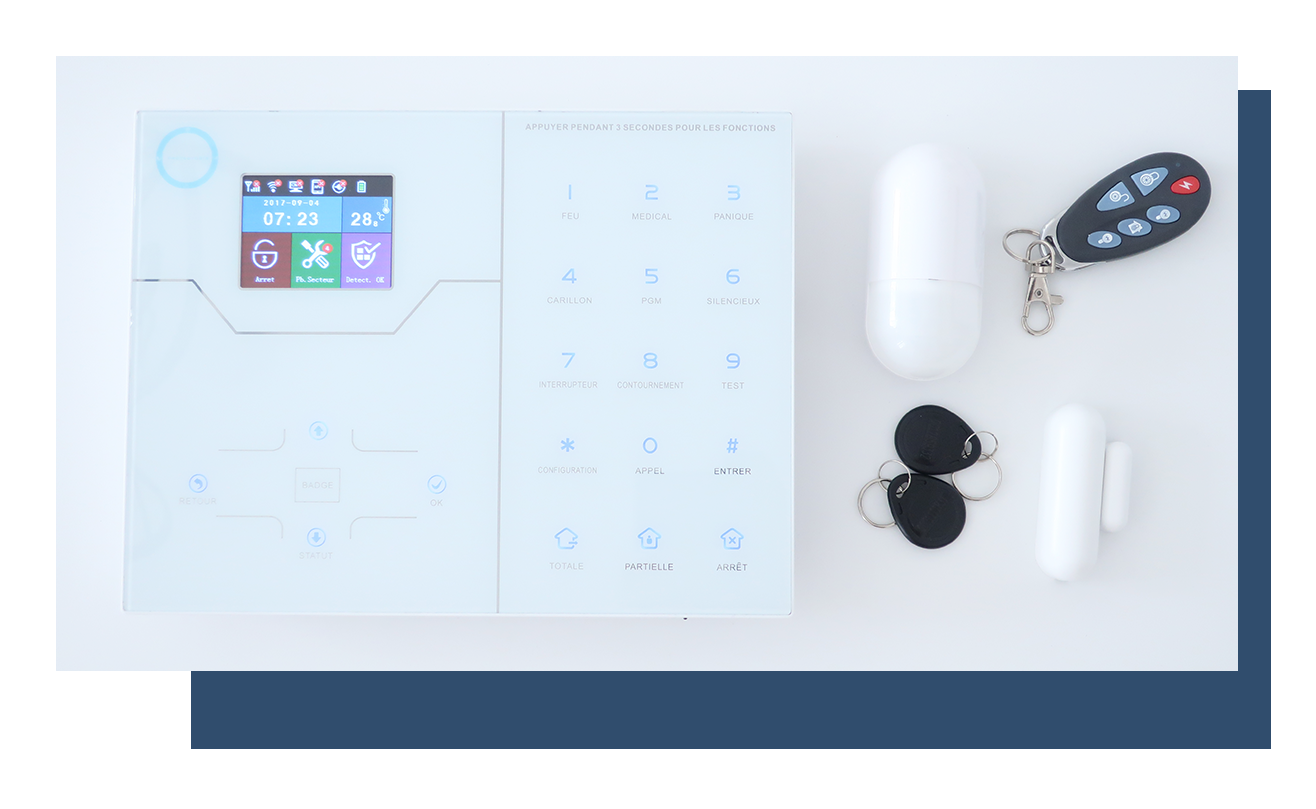 APPUYER PENDANT 3 SECONDES POUR LES FONCTIONS
2017-09-04
07:23
28 °C
Arret
Pb.Secteur
Detect. OK
1 2 3
FEU MEDICAL PANIQUE
4 5 6
CARILLON PGM SILENCIEUX
7 8 9
INTERRUPTEUR CONTOURNEMENT TEST
* 0 #
CONFIGURATION APPEL ENTRER
TOTALE PARTIELLE ARRÊT
BADGE
RETOUR
OK
STATUT